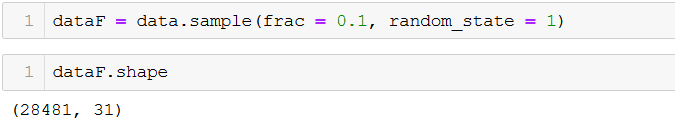 1 dataF = data.sample(frac = 0.1, random_state = 1)
1 dataF.shape
(28481, 31)